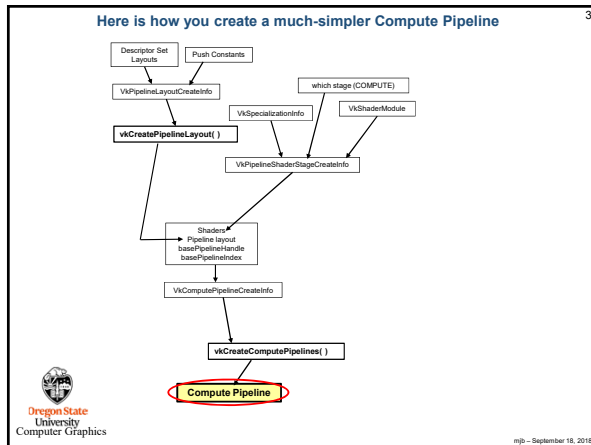 Here is how you create a much-simpler Compute Pipeline
3
Descriptor Set
Layouts
Push Constants
which stage (COMPUTE)
VkPipelineLayoutCreateInfo
VkSpecializationInfo
VkShaderModule
vkCreatePipelineLayout( )
VkPipelineShaderStageCreateInfo
Shaders
Pipeline layout
basePipelineHandle
basePipelineIndex
VkComputePipelineCreateInfo
vkCreateComputePipelines( )
Compute Pipeline
Oregon State
University
Computer Graphics
mjb – September 18, 2018